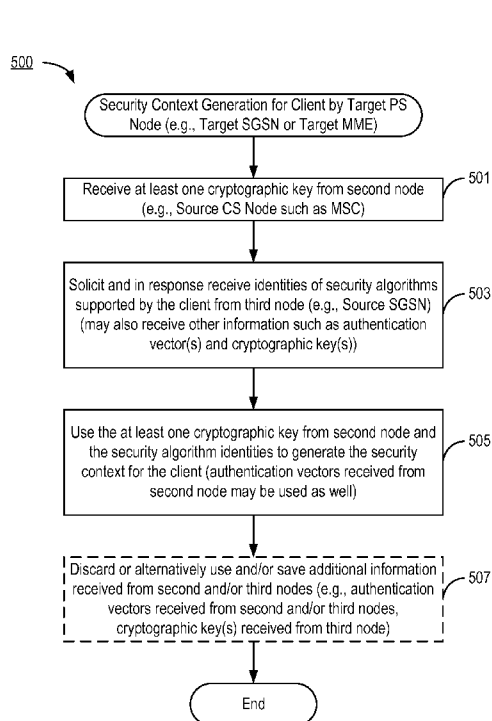 500
Security Context Generation for Client by Target PS
Node (e.g., Target SGSN or Target MME)
Receive at least one cryptographic key from second node
(e.g., Source CS Node such as MSC)
501
Solicit and in response receive identities of security algorithms
supported by the client from third node (e.g., Source SGSN)
(may also receive other information such as authentication
vector(s) and cryptographic key(s))
503
Use the at least one cryptographic key from second node and
the security algorithm identities to generate the security
context for the client (authentication vectors received from
second node may be used as well)
505
Discard or alternatively use and/or save additional information
received from second and/or third nodes (e.g., authentication
vectors received from second and/or third nodes,
cryptographic key(s) received from third node)
507
End